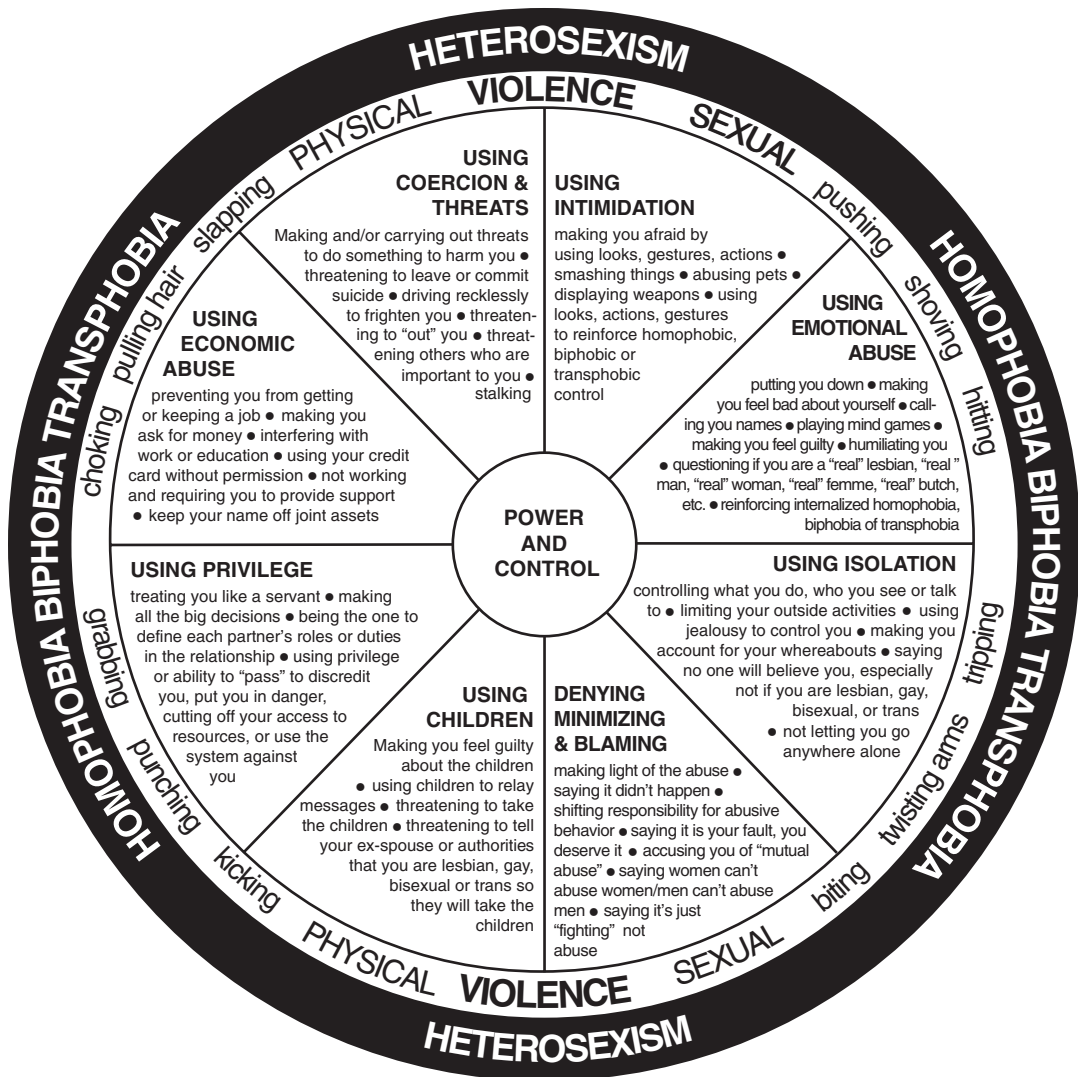 HETEROSEXISM
HOMOPHOBIA BIPHOBIA TRANSPHOBIA
HOMOPHOBIA BIPHOBIA TRANSPHOBIA
HETEROSEXISM
PHYSICAL VIOLENCE SEXUAL
pushing
shoving
hitting
tripping
twisting arms
biting
PHYSICAL VIOLENCE SEXUAL
kicking
punching
grabbing
choking
pulling hair
slapping
POWER
AND
CONTROL
USING
COERCION &
THREATS
Making and/or carrying out threats
to do something to harm you ●
threatening to leave or commit
suicide ● driving recklessly
to frighten you ● threaten-
ing to “out” you ● threat-
ening others who are
important to you ●
stalking
USING
INTIMIDATION
making you afraid by
using looks, gestures, actions ●
smashing things ● abusing pets ●
displaying weapons ● using
looks, actions, gestures
to reinforce homophobic,
biphobic or
transphobic
control
USING
EMOTIONAL
ABUSE
putting you down ● making
you feel bad about yourself ● call-
ing you names ● playing mind games ●
making you feel guilty ● humiliating you
● questioning if you are a “real” lesbian, “real ”
man, “real” woman, “real” femme, “real” butch,
etc. ● reinforcing internalized homophobia,
biphobia of transphobia
USING ISOLATION
controlling what you do, who you see or talk
to ● limiting your outside activities ● using
jealousy to control you ● making you
account for your whereabouts ● saying
no one will believe you, especially
not if you are lesbian, gay,
bisexual, or trans
● not letting you go
anywhere alone
DENYING
MINIMIZING
& BLAMING
making light of the abuse ●
saying it didn’t happen ●
shifting responsibility for abusive
behavior ● saying it is your fault, you
deserve it ● accusing you of “mutual
abuse” ● saying women can’t
abuse women/men can’t abuse
men ● saying it’s just
“fighting” not
abuse
USING
CHILDREN
Making you feel guilty
about the children
● using children to relay
messages ● threatening to take
the children ● threatening to tell
your ex-spouse or authorities
that you are lesbian, gay,
bisexual or trans so
they will take the
children
USING PRIVILEGE
treating you like a servant ● making
all the big decisions ● being the one to
define each partner’s roles or duties
in the relationship ● using privilege
or ability to “pass” to discredit
you, put you in danger,
cutting off your access to
resources, or use the
system against
you
USING
ECONOMIC
ABUSE
preventing you from getting
or keeping a job ● making you
ask for money ● interfering with
work or education ● using your credit
card without permission ● not working
and requiring you to provide support
● keep your name off joint assets